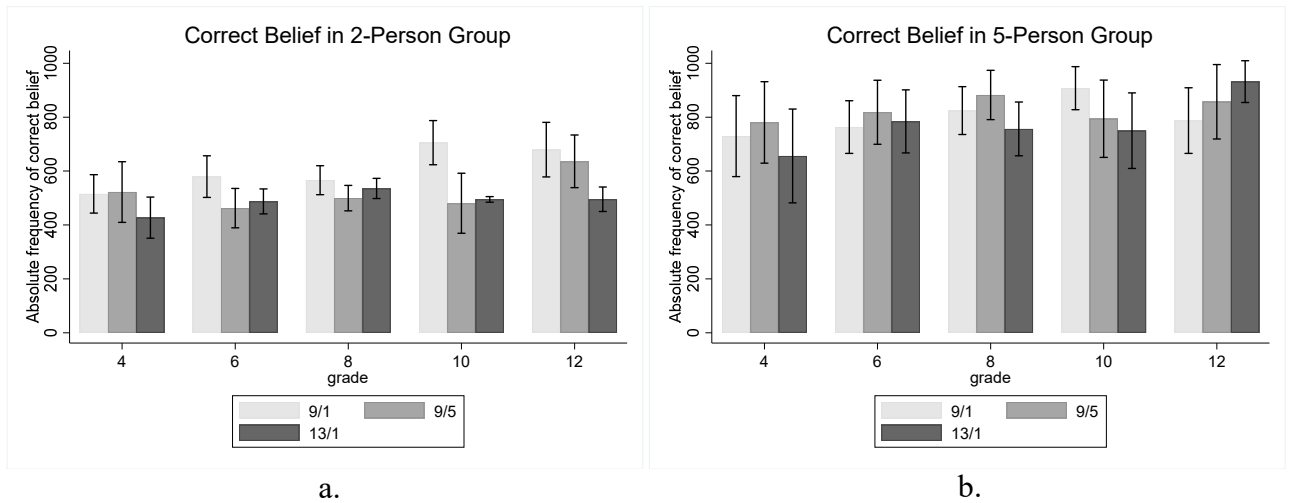 Correct Belief in 2-Person Group
Absolute frequency of correct belief
1000
800
600
400
200
0
4 6 8 10 12
grade
9/1 9/5
13/1
a.
Correct Belief in 5-Person Group
Absolute frequency of correct belief
1000
800
600
400
200
0
4 6 8 10 12
grade
9/1 9/5
13/1
b.